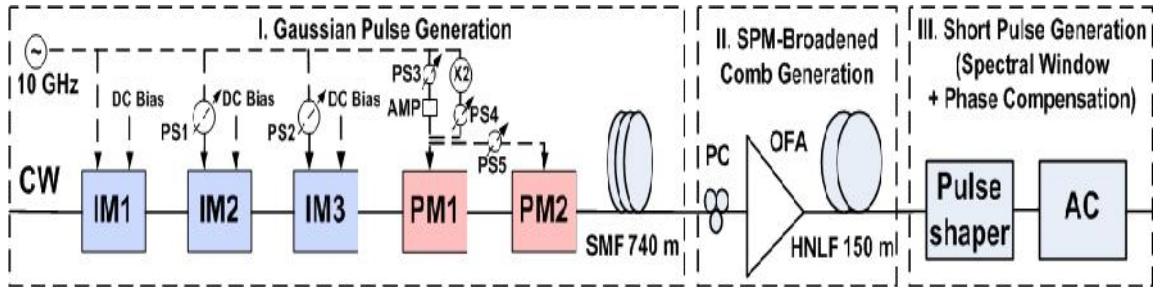 I. Gaussian Pulse Generation
~
10 GHz
DC Bias
DC Bias
DC Bias
PS1
PS2
PS3
X2
AMP
PS4
PS5
CW
IM1
IM2
IM3
PM1
PM2
SMF 740 m
II. SPM-Broadened
Comb Generation
PC
OFA
HNLF 150 m
III. Short Pulse Generation
(Spectral Window
+ Phase Compensation)
Pulse
shaper
AC